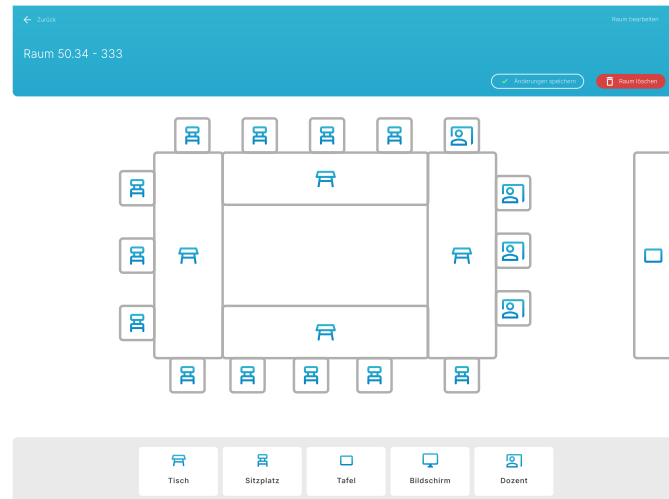 Zurück
Raum bearbeiten
Raum 50.34 - 333
Änderungen speichern
Raum löschen
Tisch
Sitzplatz
Tafel
Bildschirm
Dozent